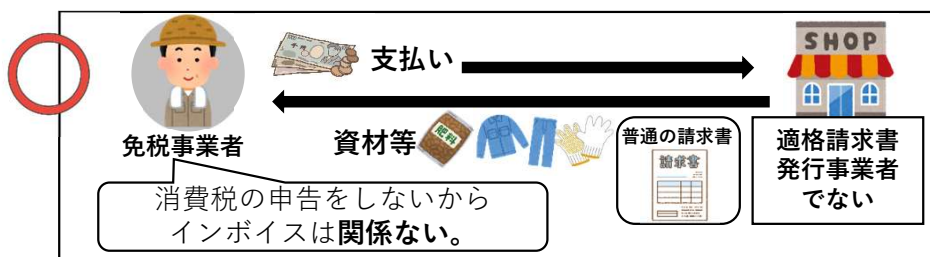 支払い
SHOP
免税事業者
資材等
肥料
普通の請求書
請求書
適格請求書
発行事業者
でない
消費税の申告をしないから
インボイスは関係ない。